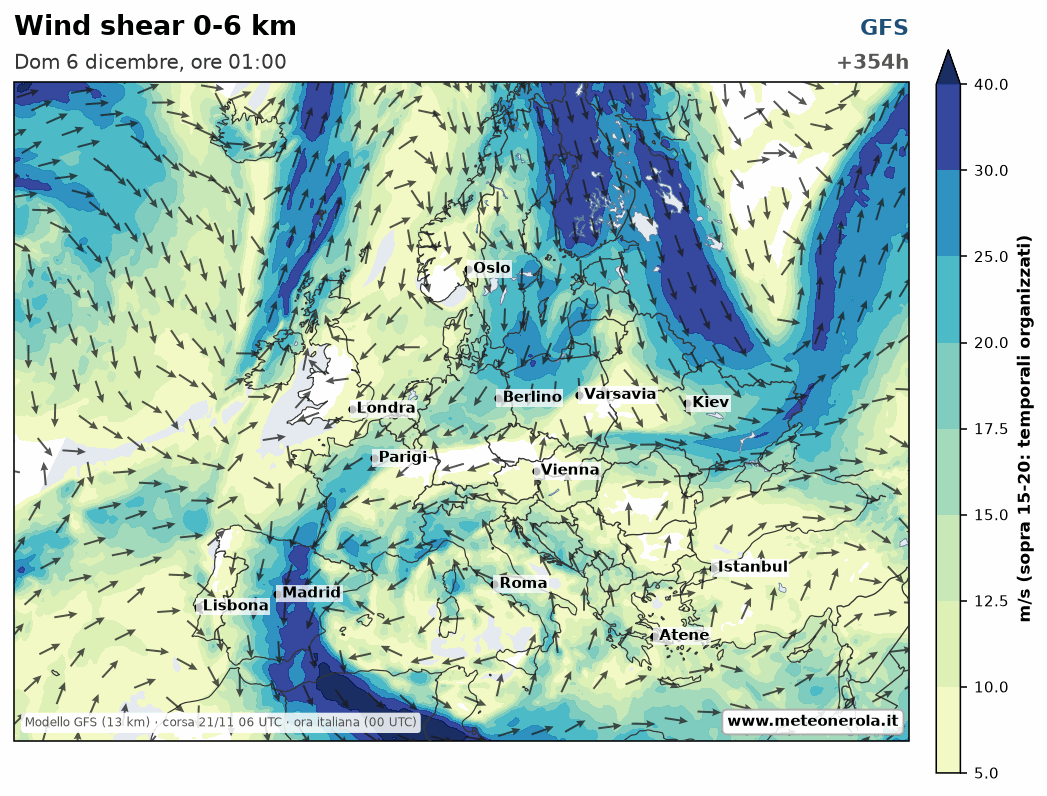 Wind shear 0-6 km
GFS
Dom 6 dicembre, ore 01:00
+354h
Oslo
Berlino
Varsavia
Kiev
Londra
Parigi
Vienna
Istanbul
Roma
Madrid
Lisbona
Atene
Modello GFS (13 km) · corsa 21/11 06 UTC · ora italiana (00 UTC)
www.meteonerola.it
40.0
30.0
25.0
20.0
17.5
15.0
12.5
10.0
5.0
m/s (sopra 15-20: temporali organizzati)